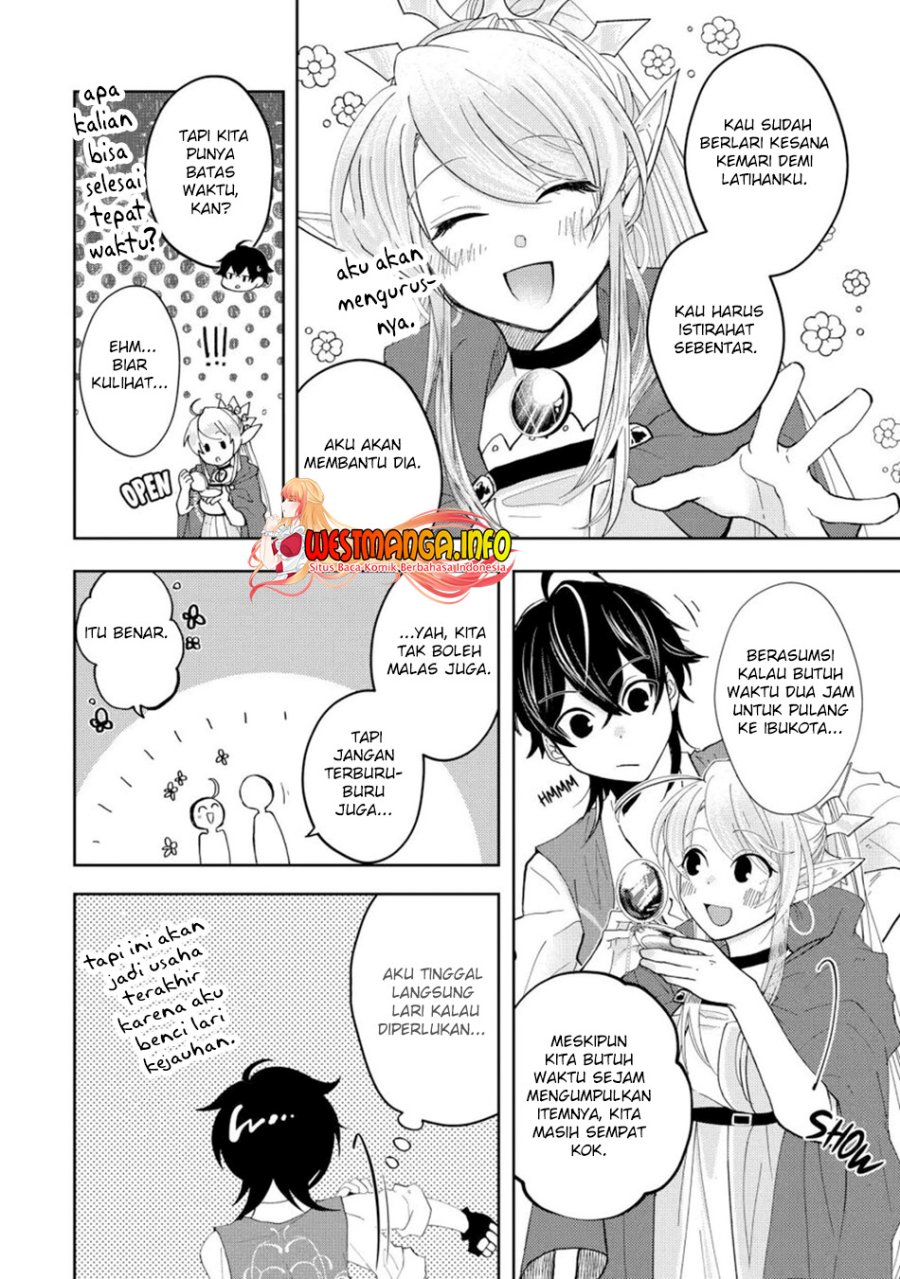 KAU SUDAH
BERLARI KESANA
KEMARI DEMI
LATIHANKU.
KAU HARUS
ISTIRAHAT
SEBENTAR.
aku akan
mengurus-
nya.
AKU AKAN
MEMBANTU DIA.
TAPI KITA
PUNYA
BATAS
WAKTU,
KAN?
apa
kalian
bisa
selesai
tepat
waktu?
!!!
EHM...
BIAR
KULIHAT...
OPEN
WESTMANGA.INFO
Situs Baca Komik Berbahasa Indonesia
BERASUMSI
KALAU BUTUH
WAKTU DUA JAM
UNTUK PULANG
KE IBUKOTA...
HMMM
MESKIPUN
KITA BUTUH
WAKTU SEJAM
MENGUMPULKAN
ITEMNYA, KITA
MASIH SEMPAT
KOK.
SHOW
...YAH, KITA
TAK BOLEH
MALAS JUGA.
TAPI
JANGAN
TERBURU-
BURU
JUGA...
ITU BENAR.
AKU TINGGAL
LANGSUNG
LARI KALAU
DIPERLUKAN...
tapi ini akan
jadi usaha
terakhir
karena aku
benci lari
kejauhan.